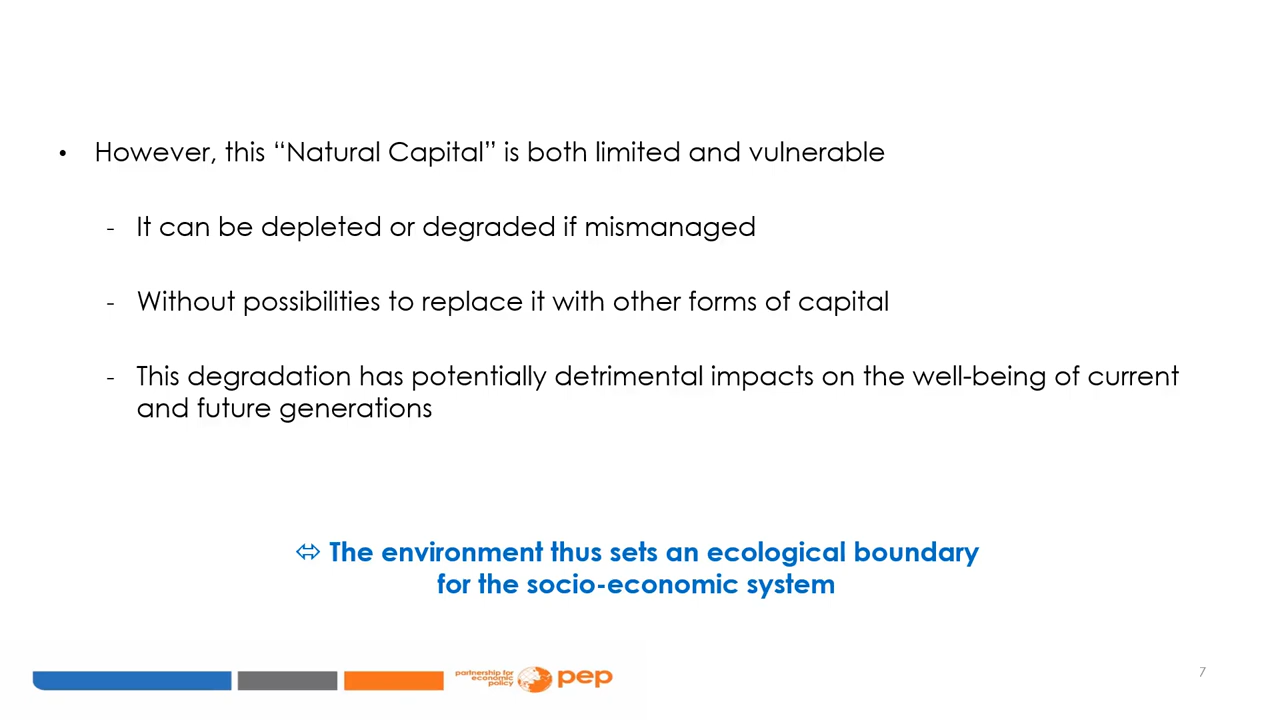 • However, this “Natural Capital” is both limited and vulnerable
- It can be depleted or degraded if mismanaged
- Without possibilities to replace it with other forms of capital
- This degradation has potentially detrimental impacts on the well-being of current
and future generations
⬄ The environment thus sets an ecological boundary
for the socio-economic system
partnership for
economic
policy
pep
7